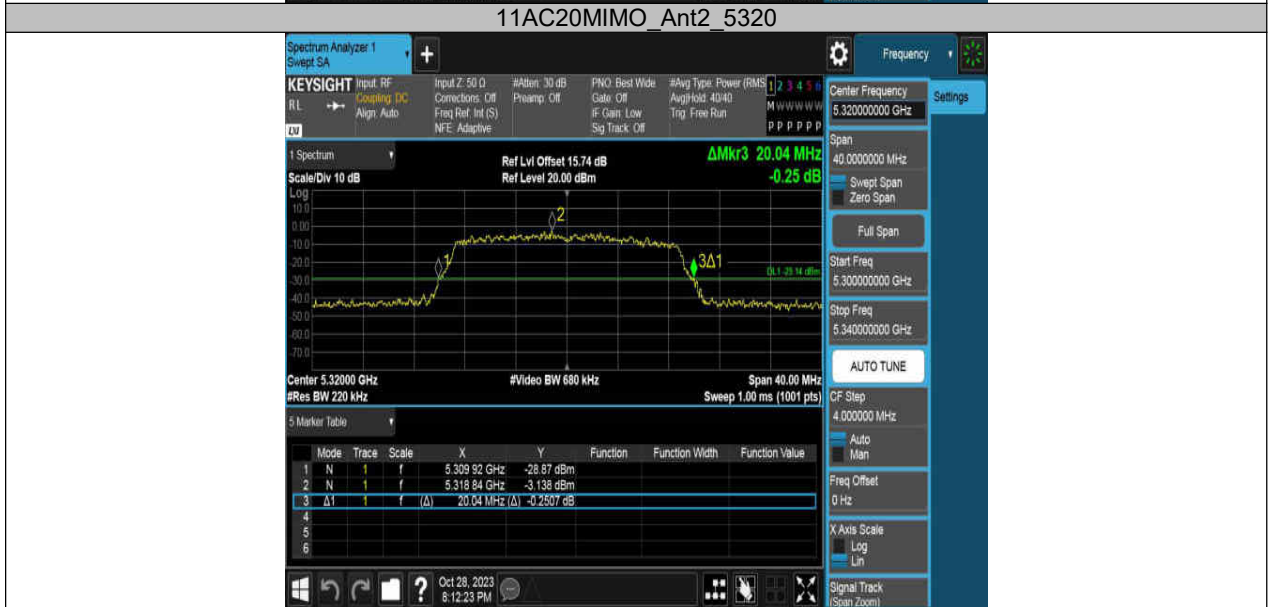 11AC20MIMO_Ant2_5320
Spectrum Analyzer 1
Swept SA
+
Frequency
KEYSIGHT
RL
LXI
Input: RF
Coupling: DC
Align: Auto
Input Z: 50 Ω
Corrections: Off
Freq Ref: Int (S)
NFE: Adaptive
#Atten: 30 dB
Preamp: Off
PNO: Best Wide
Gate: Off
IF Gain: Low
Sig Track: Off
#Avg Type: Power (RMS
Avg|Hold: 40/40
Trig: Free Run
1 2 3 4 5 6
M W W W W W
P P P P P P
Center Frequency
5.320000000 GHz
Settings
Span
40.0000000 MHz
Swept Span
Zero Span
Full Span
Start Freq
5.300000000 GHz
Stop Freq
5.340000000 GHz
AUTO TUNE
CF Step
4.000000 MHz
Auto
Man
Freq Offset
0 Hz
X Axis Scale
Log
Lin
Signal Track
(Span Zoom)
1 Spectrum
Scale/Div 10 dB
Ref Lvl Offset 15.74 dB
Ref Level 20.00 dBm
ΔMkr3 20.04 MHz
-0.25 dB
Log
10.0
0.00
-10.0
-20.0
-30.0
-40.0
-50.0
-60.0
-70.0
1
2
3Δ1
DL1 -29.14 dBm
Center 5.32000 GHz
#Res BW 220 kHz
#Video BW 680 kHz
Span 40.00 MHz
Sweep 1.00 ms (1001 pts)
5 Marker Table
Mode Trace Scale X Y Function Function Width Function Value
1 N 1 f 5.309 92 GHz -28.87 dBm
2 N 1 f 5.318 84 GHz -3.138 dBm
3 Δ1 1 f (Δ) 20.04 MHz (Δ) -0.2507 dB
4
5
6
?
Oct 28, 2023
8:12:23 PM